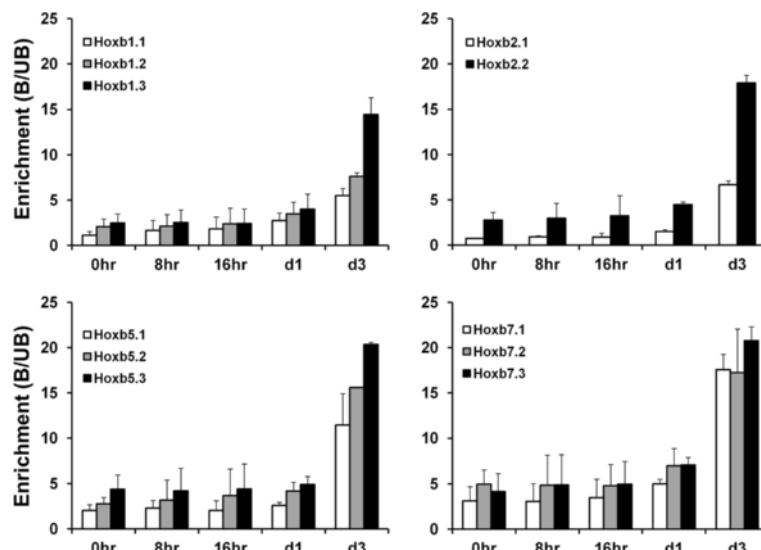 Enrichment (B/UB)
25
20
15
10
5
0
Hoxb1.1
Hoxb1.2
Hoxb1.3
0hr 8hr 16hr d1 d3
25
20
15
10
5
0
Hoxb2.1
Hoxb2.2
0hr 8hr 16hr d1 d3
Enrichment (B/UB)
25
20
15
10
5
0
Hoxb5.1
Hoxb5.2
Hoxb5.3
0hr 8hr 16hr d1 d3
25
20
15
10
5
0
Hoxb7.1
Hoxb7.2
Hoxb7.3
0hr 8hr 16hr d1 d3